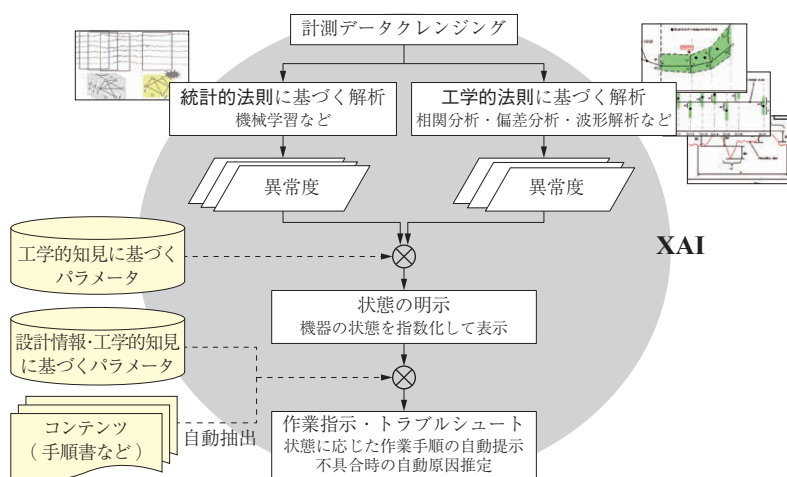 計測データクレンジング
統計的法則に基づく解析
機械学習など
工学的法則に基づく解析
相関分析・偏差分析・波形解析など
異常度
異常度
XAI
工学的知見に基づく
パラメータ
状態の明示
機器の状態を指数化して表示
設計情報・工学的知見
に基づくパラメータ
コンテンツ
( 手順書など )
自動抽出
作業指示・トラブルシュート
状態に応じた作業手順の自動提示
不具合時の自動原因推定